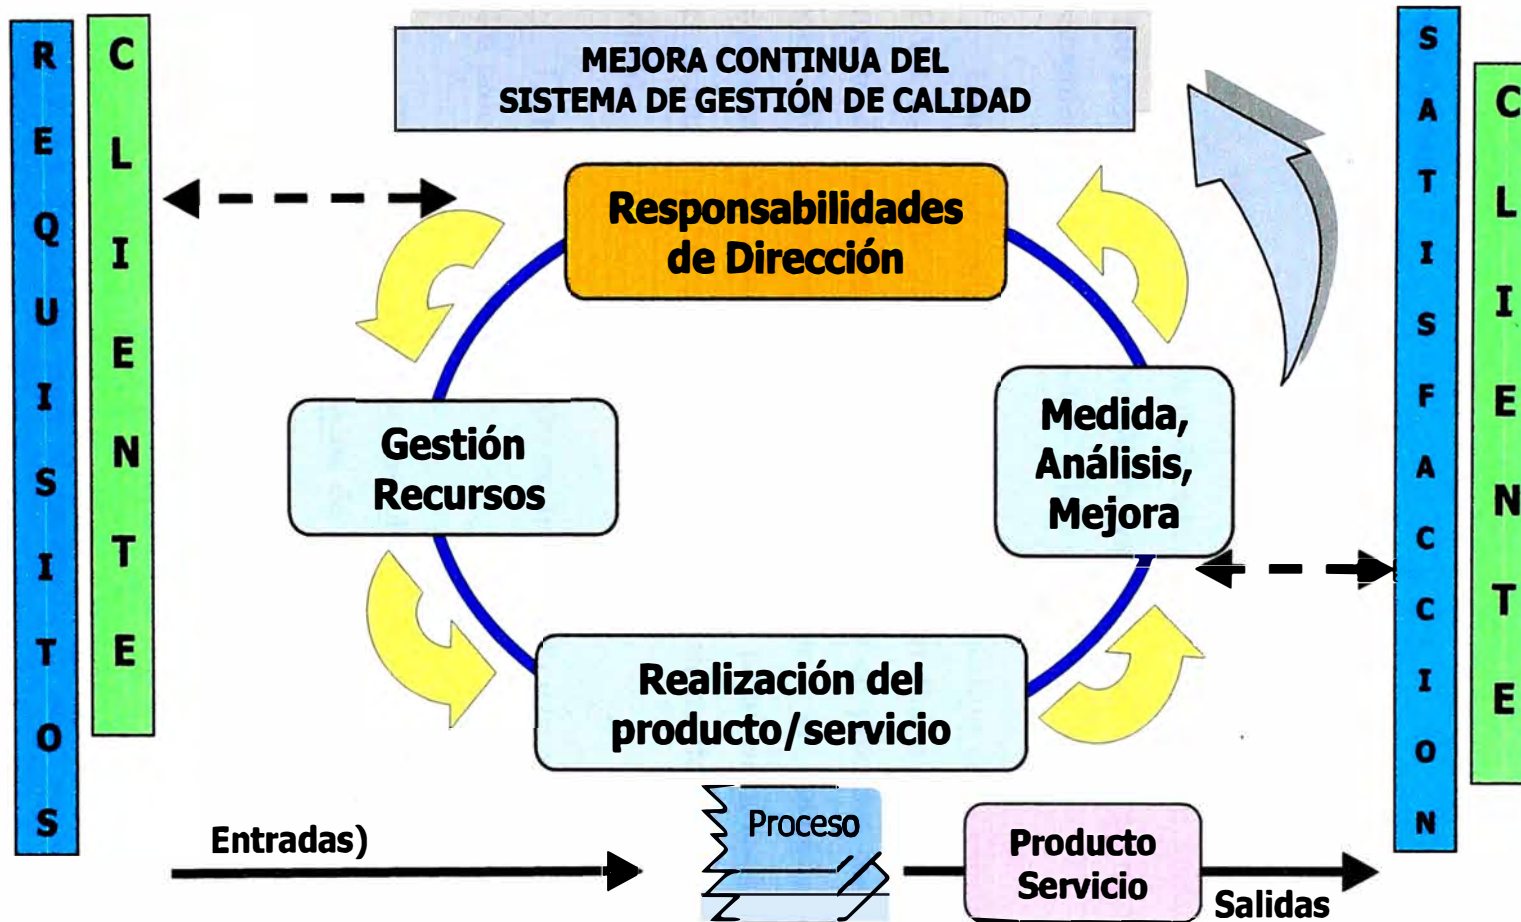 REQUISITOS
CLIENTE
MEJORA CONTINUA DEL
SISTEMA DE GESTIÓN DE CALIDAD
Responsabilidades
de Dirección
Gestión
Recursos
Medida,
Análisis,
Mejora
Realización del
producto/servicio
Entradas)
Proceso
Producto
Servicio
Salidas
SATISFACCION
CLIENTE